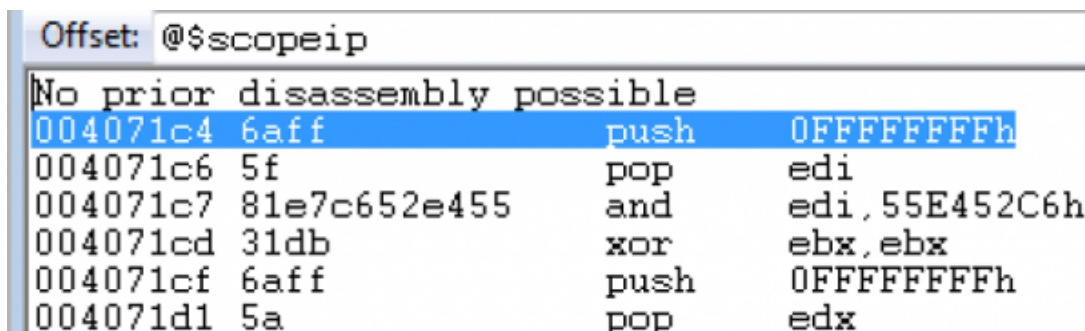 Offset: @$scopeip
No prior disassembly possible
004071c4 6aff push 0FFFFFFFFh
004071c6 5f pop edi
004071c7 81e7c652e455 and edi,55E452C6h
004071cd 31db xor ebx,ebx
004071cf 6aff push 0FFFFFFFFh
004071d1 5a pop edx